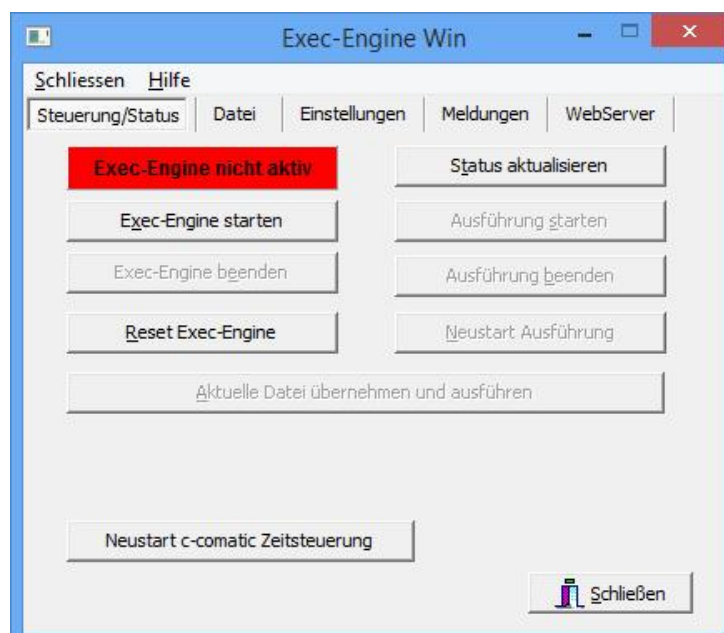 Exec-Engine Win
Schliessen Hilfe
Steuerung/Status Datei Einstellungen Meldungen WebServer
Exec-Engine nicht aktiv Status aktualisieren
Exec-Engine starten Ausführung starten
Exec-Engine beenden Ausführung beenden
Reset Exec-Engine Neustart Ausführung
Aktuelle Datei übernehmen und ausführen
Neustart c-comatic Zeitsteuerung
Schließen